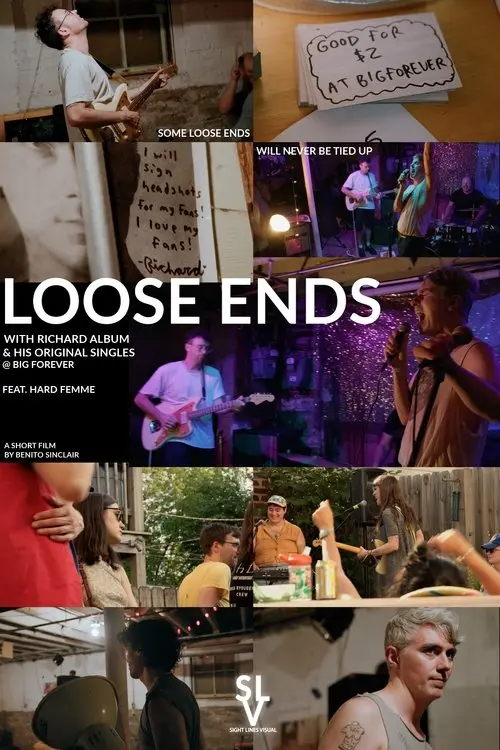 SOME LOOSE ENDS
GOOD FOR
$2
AT BIGFOREVER
WILL NEVER BE TIED UP
I will
sign
headshots
for my fans!
I love my
fans!
-Richard
LOOSE ENDS
WITH RICHARD ALBUM
& HIS ORIGINAL SINGLES
@ BIG FOREVER
FEAT. HARD FEMME
A SHORT FILM
BY BENITO SINCLAIR
SL
V
SIGHT LINES VISUAL